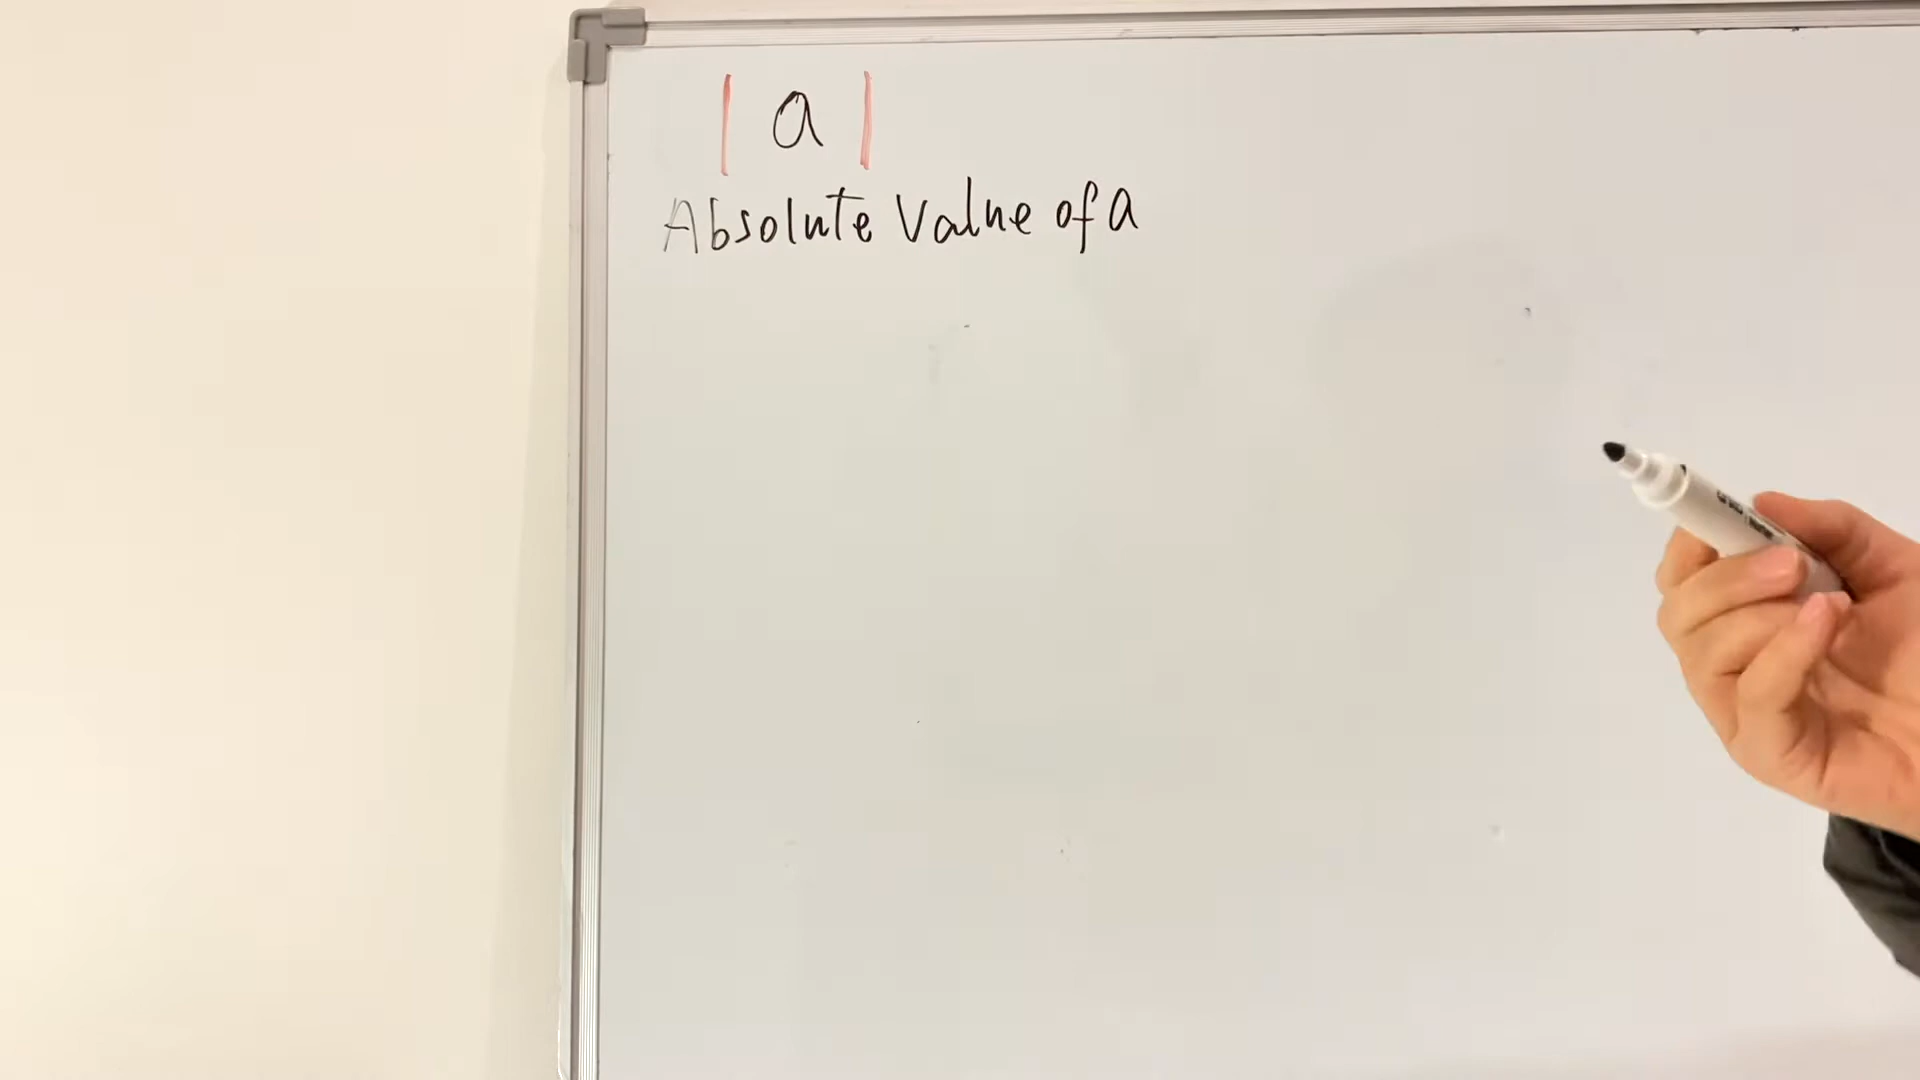 | a |
Absolute Value of a